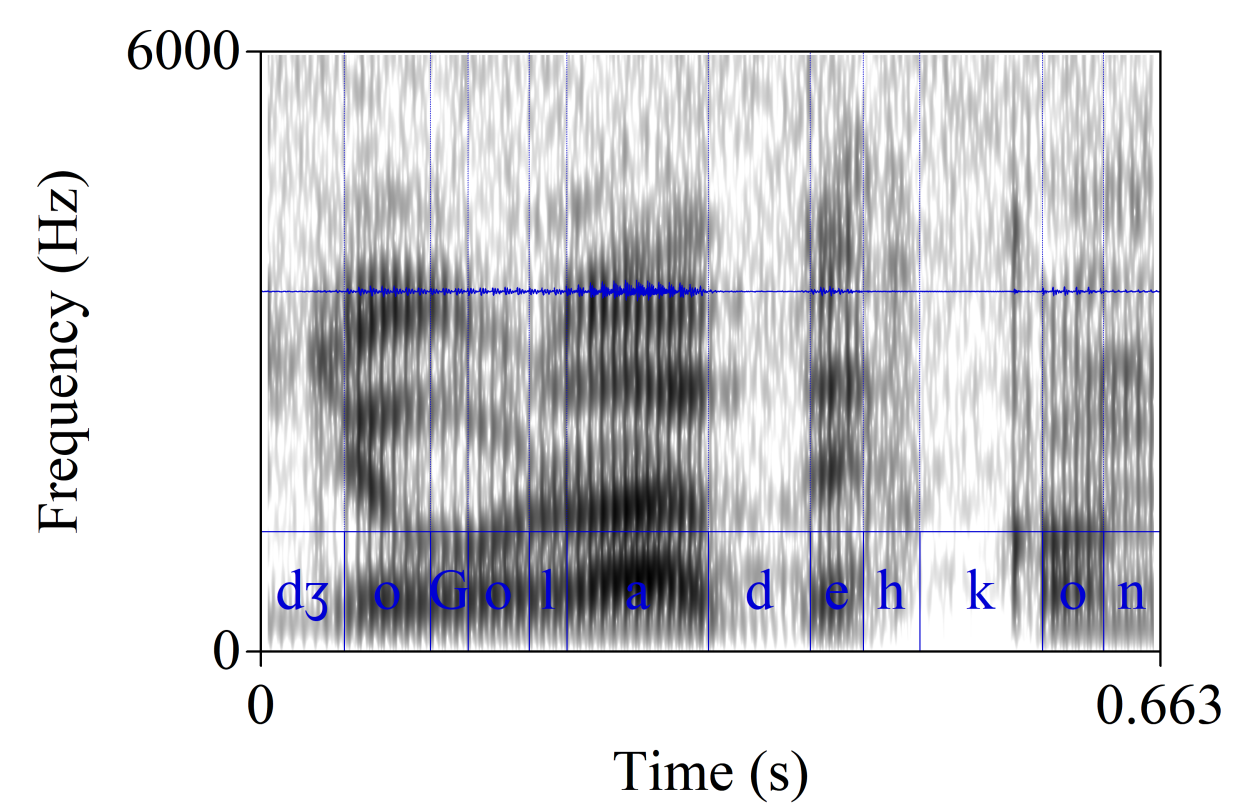 6000
Frequency (Hz)
dʒ o G o l a d e h k o n
0
0 0.663
Time (s)